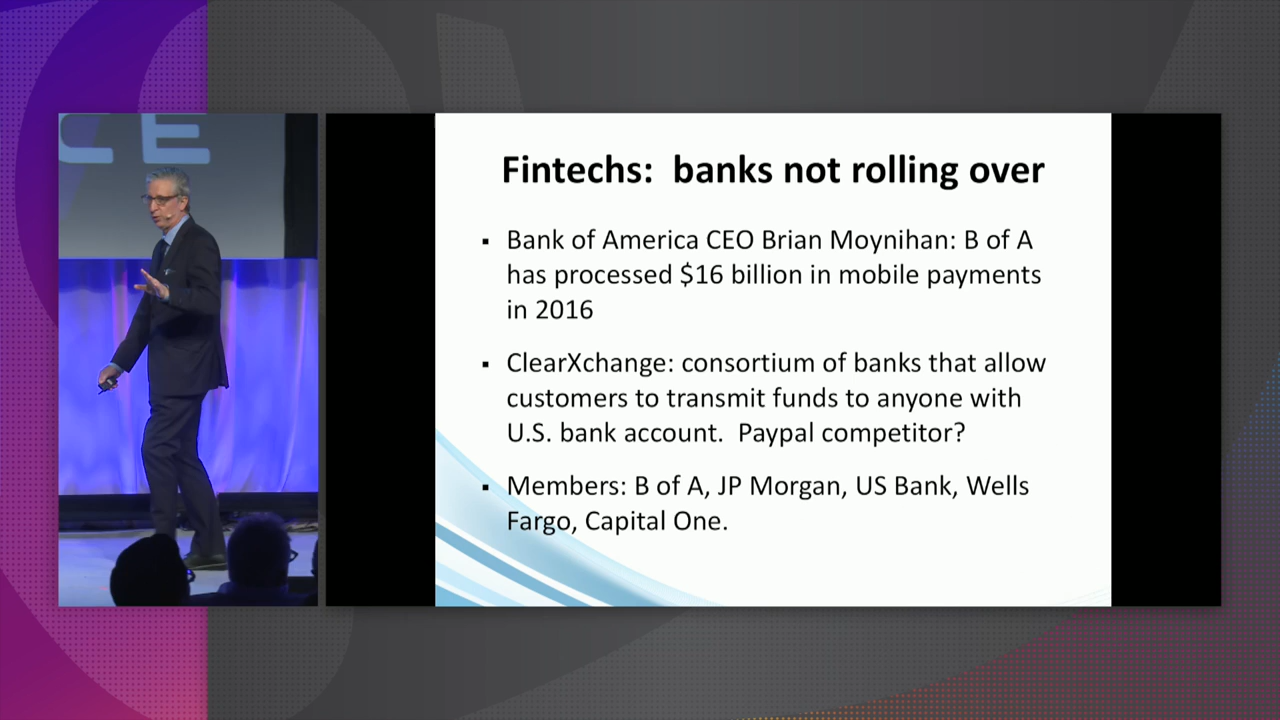 CE
Fintechs: banks not rolling over
▪ Bank of America CEO Brian Moynihan: B of A
has processed $16 billion in mobile payments
in 2016
▪ ClearXchange: consortium of banks that allow
customers to transmit funds to anyone with
U.S. bank account. Paypal competitor?
▪ Members: B of A, JP Morgan, US Bank, Wells
Fargo, Capital One.